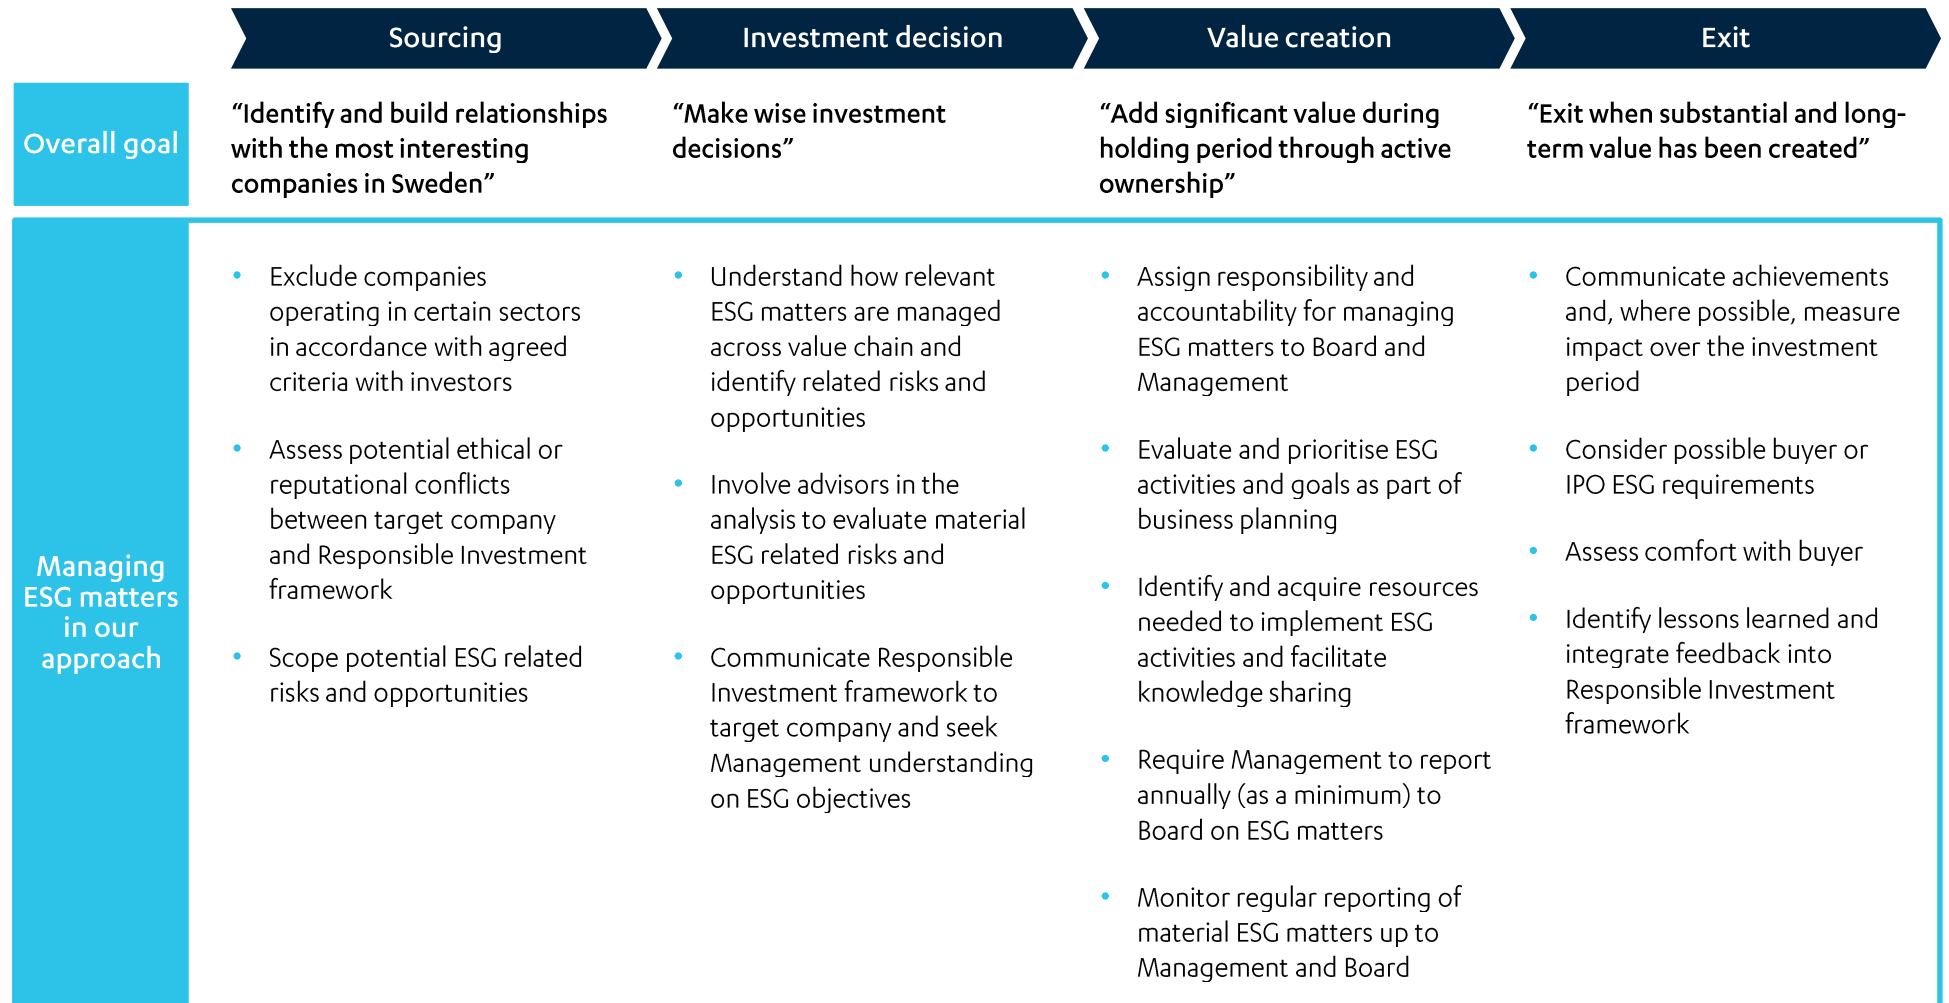 Sourcing
Investment decision
Value creation
Exit
Overall goal
“Identify and build relationships
with the most interesting
companies in Sweden”
“Make wise investment
decisions”
“Add significant value during
holding period through active
ownership”
“Exit when substantial and long-
term value has been created”
Managing
ESG matters
in our
approach
• Exclude companies
operating in certain sectors
in accordance with agreed
criteria with investors
• Assess potential ethical or
reputational conflicts
between target company
and Responsible Investment
framework
• Scope potential ESG related
risks and opportunities
• Understand how relevant
ESG matters are managed
across value chain and
identify related risks and
opportunities
• Involve advisors in the
analysis to evaluate material
ESG related risks and
opportunities
• Communicate Responsible
Investment framework to
target company and seek
Management understanding
on ESG objectives
• Assign responsibility and
accountability for managing
ESG matters to Board and
Management
• Evaluate and prioritise ESG
activities and goals as part of
business planning
• Identify and acquire resources
needed to implement ESG
activities and facilitate
knowledge sharing
• Require Management to report
annually (as a minimum) to
Board on ESG matters
• Monitor regular reporting of
material ESG matters up to
Management and Board
• Communicate achievements
and, where possible, measure
impact over the investment
period
• Consider possible buyer or
IPO ESG requirements
• Assess comfort with buyer
• Identify lessons learned and
integrate feedback into
Responsible Investment
framework